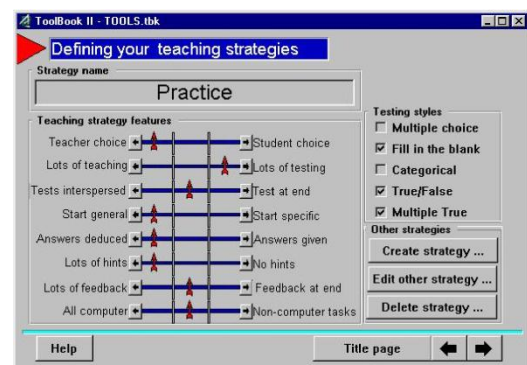 ToolBook II - TOOLS.tbk
Defining your teaching strategies
Strategy name
Practice
Teaching strategy features
Teacher choice Student choice
Lots of teaching Lots of testing
Tests interspersed Test at end
Start general Start specific
Answers deduced Answers given
Lots of hints No hints
Lots of feedback Feedback at end
All computer Non-computer tasks
Testing styles
Multiple choice
Fill in the blank
Categorical
True/False
Multiple True
Other strategies
Create strategy ...
Edit other strategy ...
Delete strategy ...
Help Title page